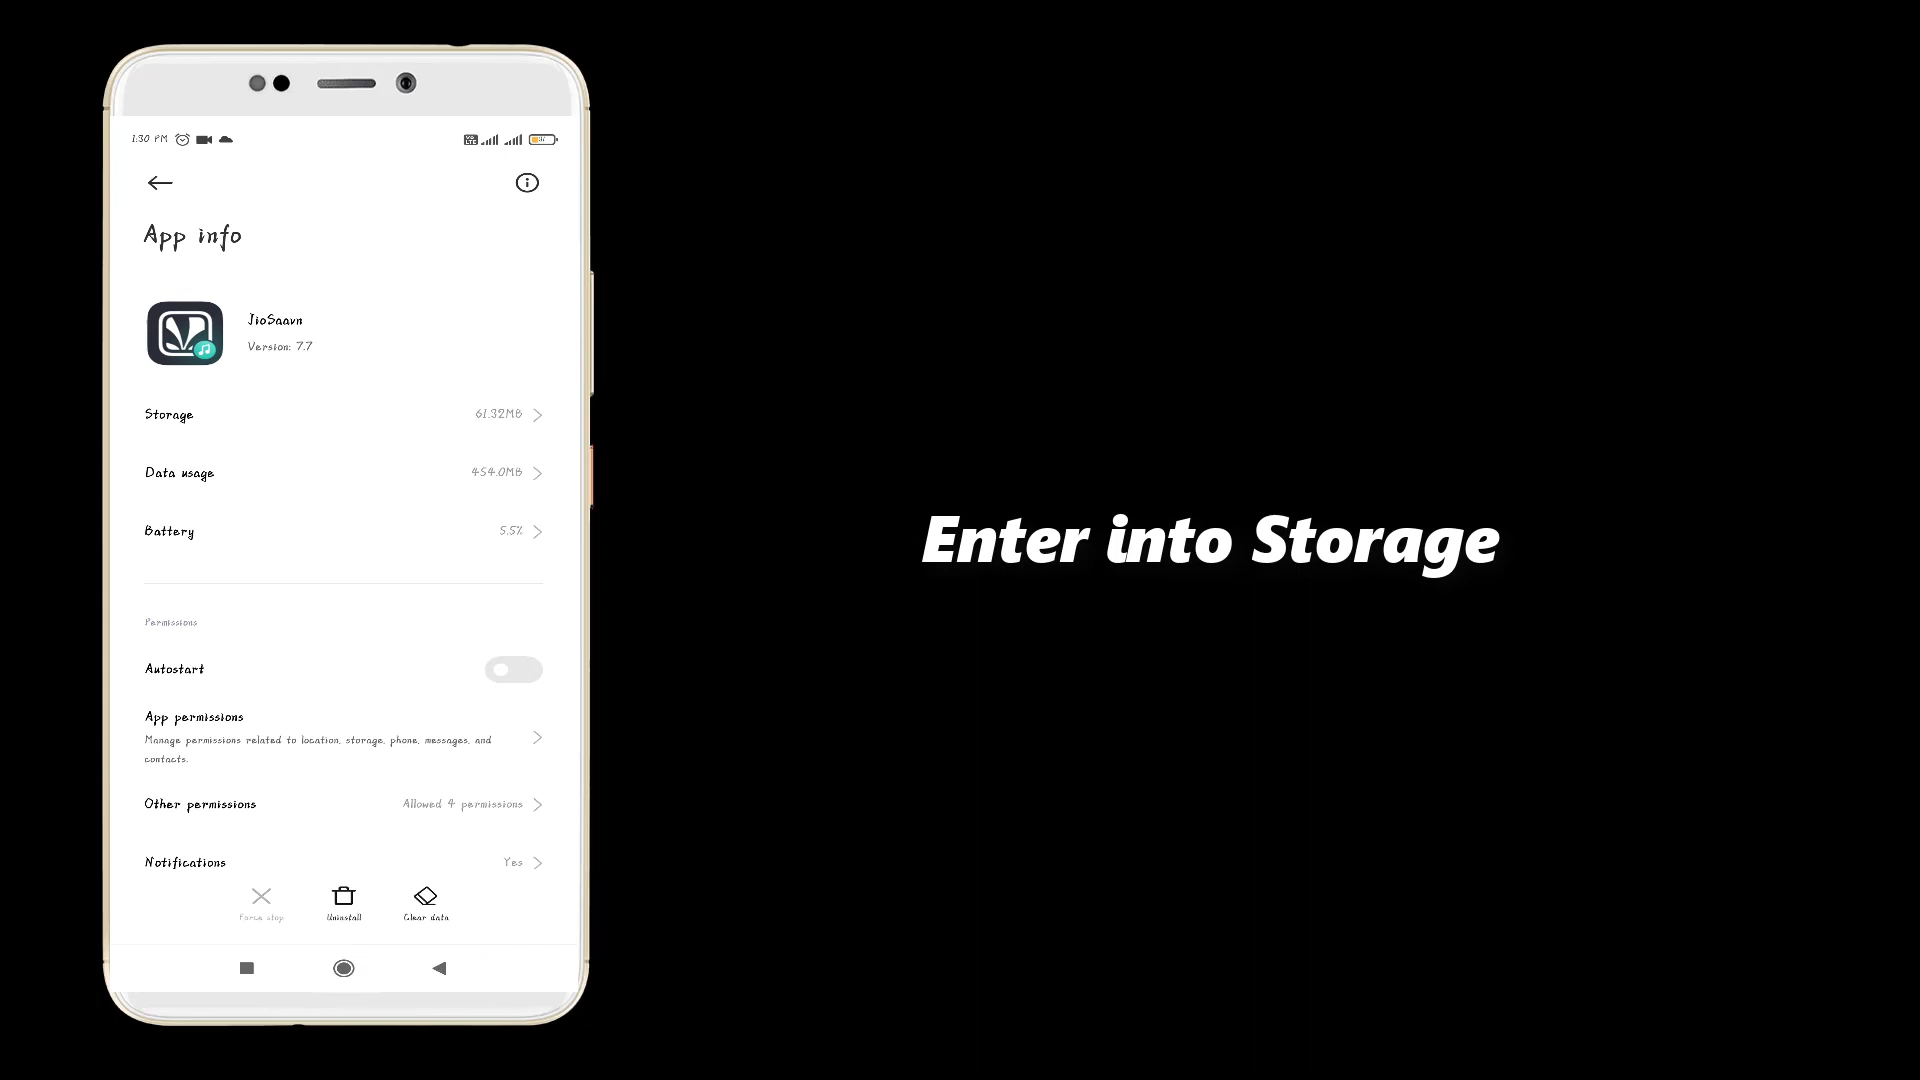 1:30 PM
App info
JioSaavn
Version: 7.7
Storage 61.32MB
Data usage 454.0MB
Battery 5.5%
Permissions
Autostart
App permissions
Manage permissions related to location, storage, phone, messages, and
contacts.
Other permissions Allowed 4 permissions
Notifications Yes
Force stop Uninstall Clear data
Enter into Storage